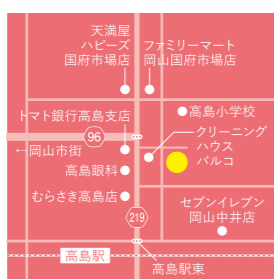 天満屋
ハピーズ
国府市場店
ファミリーマート
岡山国府市場店
高島小学校
トマト銀行高島支店
クリーニング
ハウス
パルコ
96
←岡山市街
高島眼科
むらさき高島店
219
セブンイレブン
岡山中井店
高島駅
高島駅東